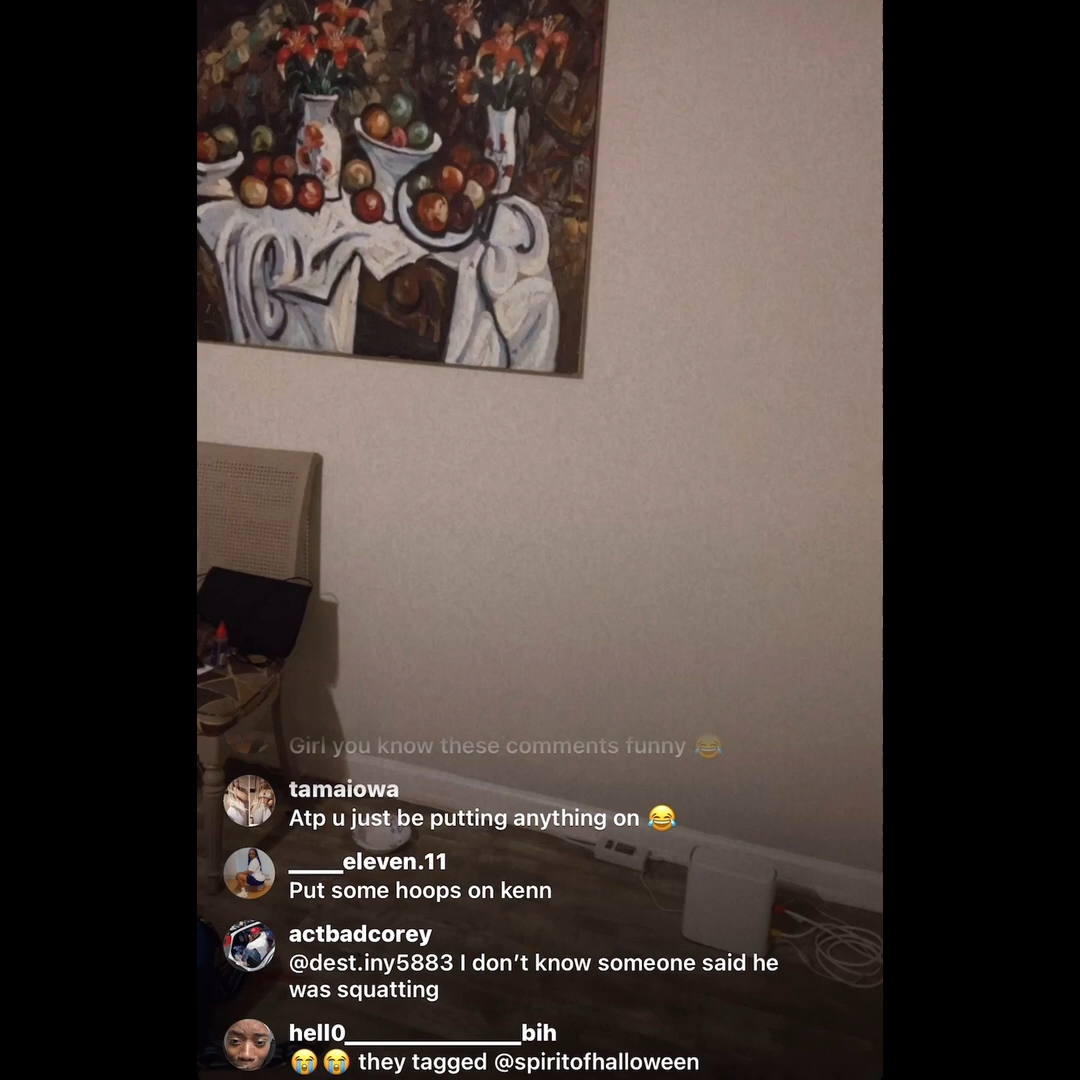 Girl you know these comments funny 😂
tamaiowa
Atp u just be putting anything on 😂
____eleven.11
Put some hoops on kenn
actbadcorey
@dest.iny5883 I don’t know someone said he
was squatting
hell0_____________bih
😭😭 they tagged @spiritofhalloween